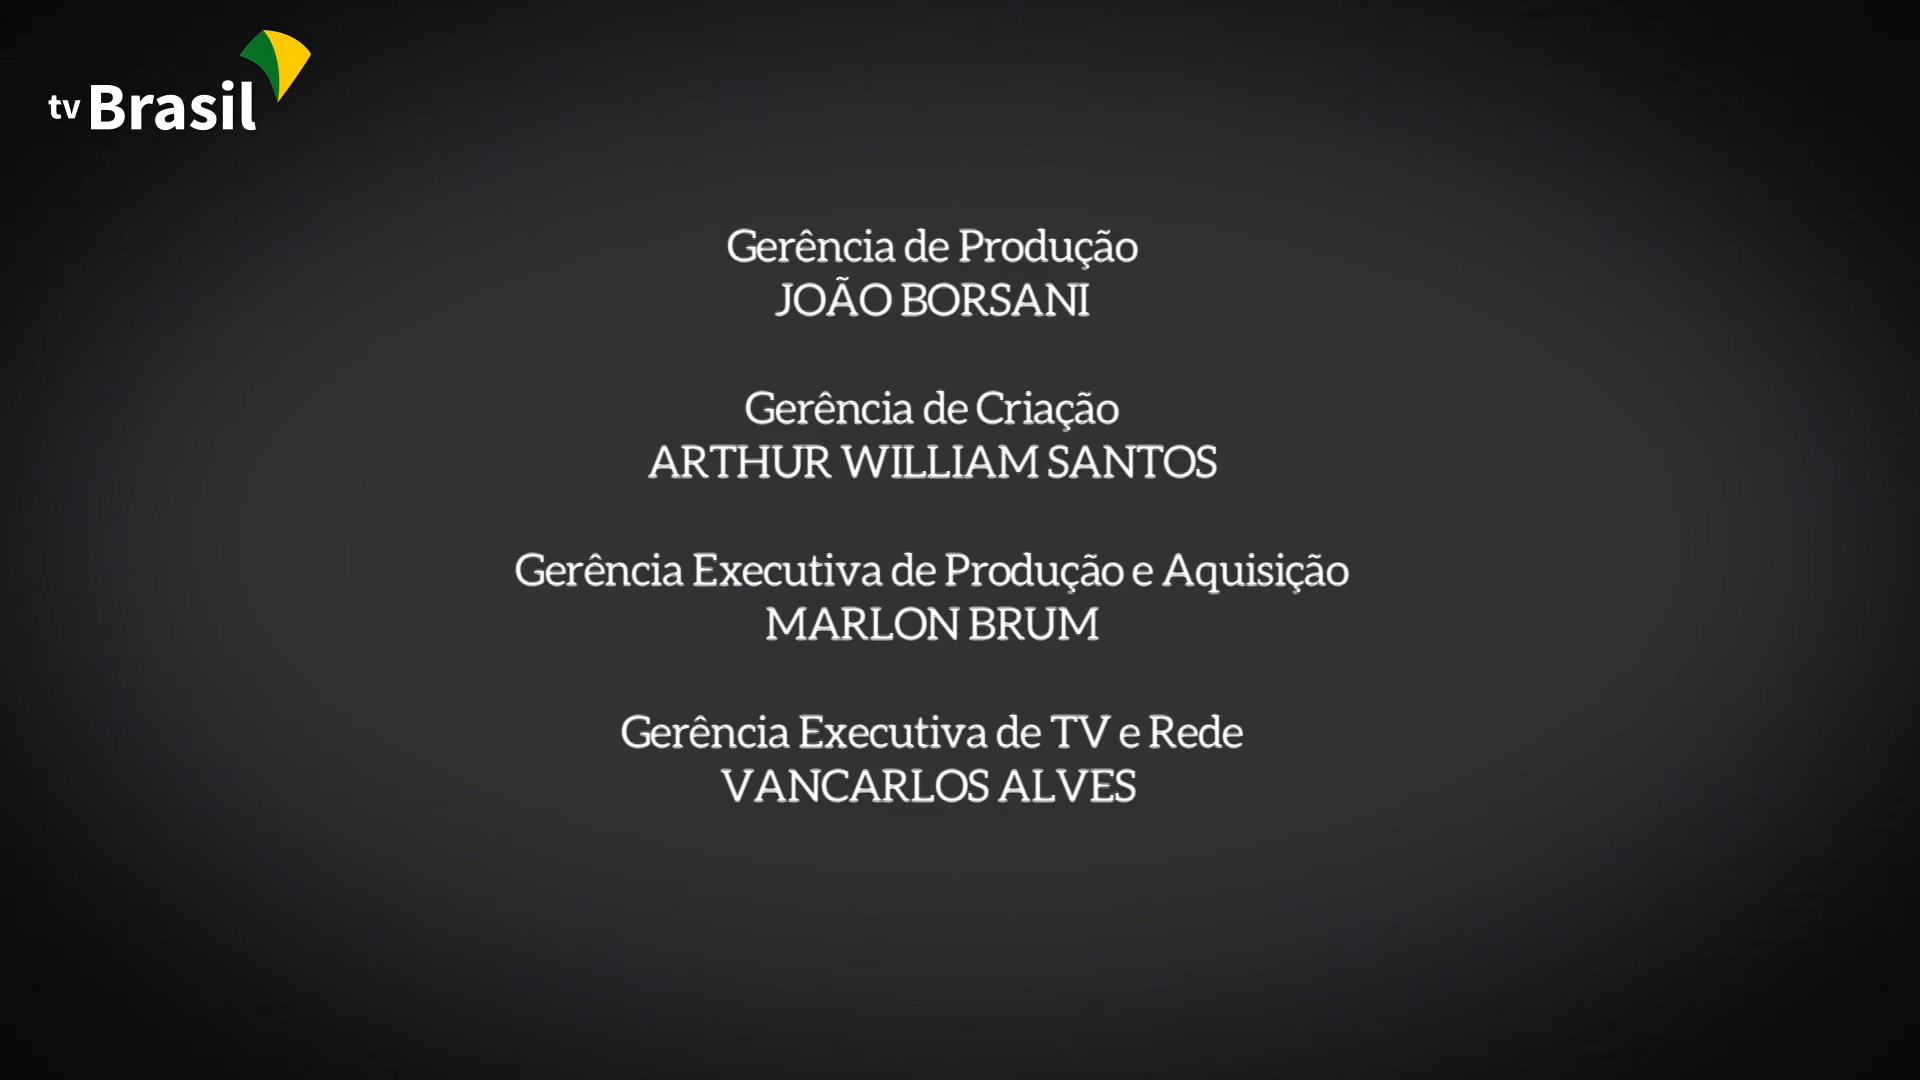 tv Brasil
Gerência de Produção
JOÃO BORSANI
Gerência de Criação
ARTHUR WILLIAM SANTOS
Gerência Executiva de Produção e Aquisição
MARLON BRUM
Gerência Executiva de TV e Rede
VANCARLOS ALVES